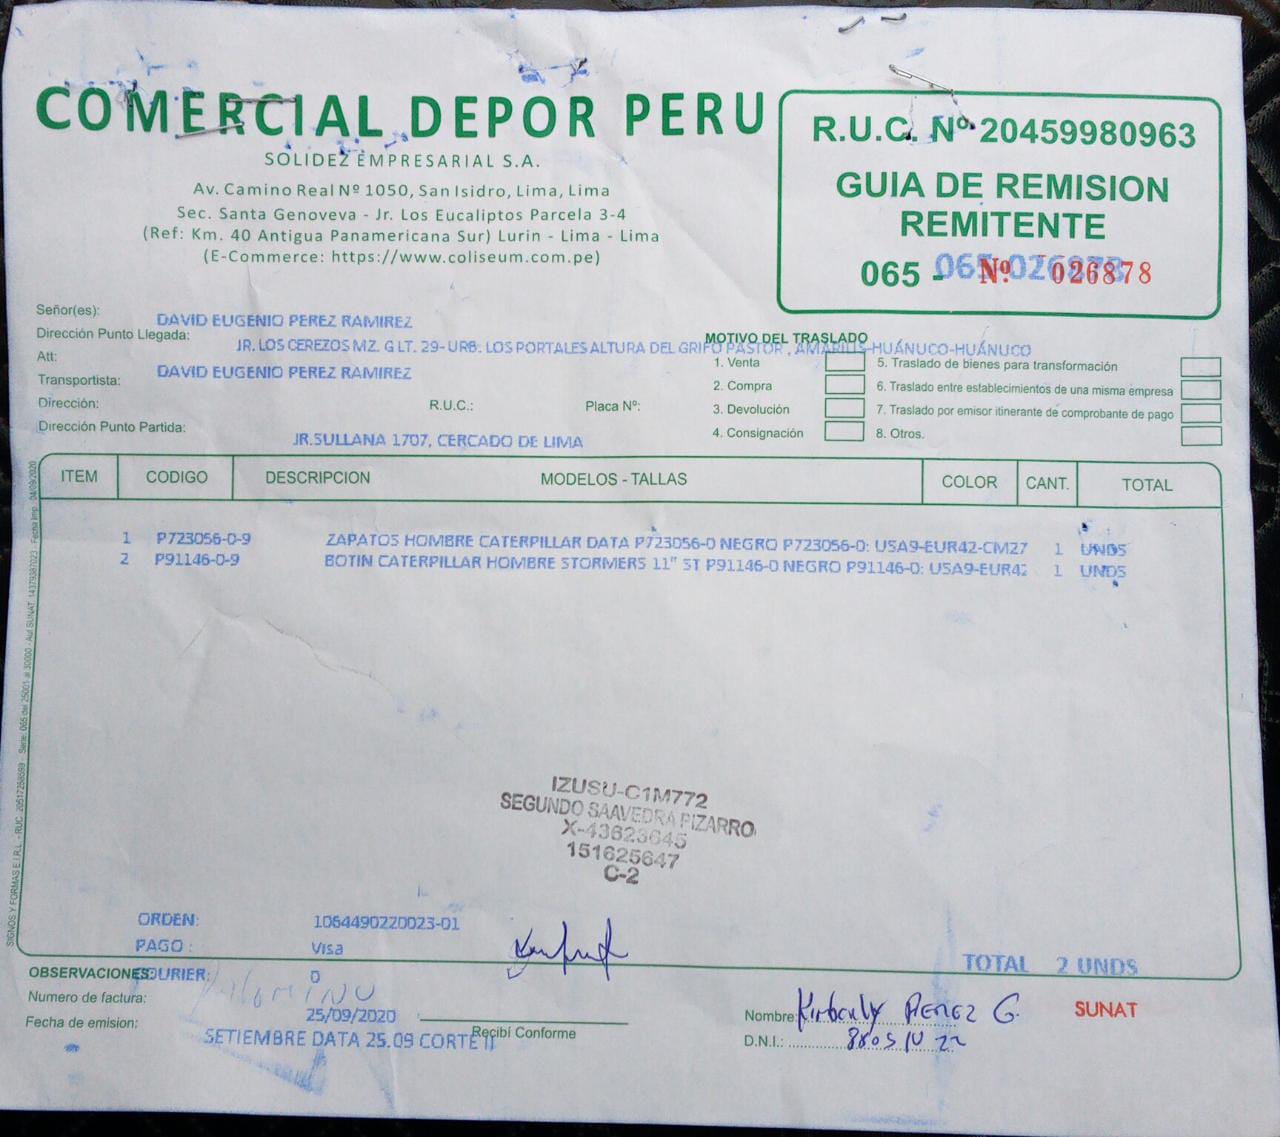 COMERCIAL DEPOR PERU
SOLIDEZ EMPRESARIAL S.A.
Av. Camino Real Nº 1050, San Isidro, Lima, Lima
Sec. Santa Genoveva - Jr. Los Eucaliptos Parcela 3-4
(Ref: Km. 40 Antigua Panamericana Sur) Lurin - Lima - Lima
(E-Commerce: https://www.coliseum.com.pe)
R.U.C. Nº 20459980963
GUIA DE REMISION
REMITENTE
065 - Nº 026878
065-026878
Señor(es): DAVID EUGENIO PEREZ RAMIREZ
Dirección Punto Llegada: JR. LOS CEREZOS MZ. G LT. 29-URB. LOS PORTALES ALTURA DEL GRIFO PASTOR , AMARILIS-HUÁNUCO-HUÁNUCO
Att: DAVID EUGENIO PEREZ RAMIREZ
Transportista:
Dirección: R.U.C.: Placa Nº:
Dirección Punto Partida: JR.SULLANA 1707, CERCADO DE LIMA
MOTIVO DEL TRASLADO
1. Venta
2. Compra
3. Devolución
4. Consignación
5. Traslado de bienes para transformación
6. Traslado entre establecimientos de una misma empresa
7. Traslado por emisor itinerante de comprobante de pago
8. Otros.
ITEM CODIGO DESCRIPCION MODELOS - TALLAS COLOR CANT. TOTAL
1 P723056-0-9 ZAPATOS HOMBRE CATERPILLAR DATA P723056-0 NEGRO P723056-0: USA9-EUR42-CM27 1 UNDS
2 P91146-0-9 BOTIN CATERPILLAR HOMBRE STORMERS 11" ST P91146-0 NEGRO P91146-0: USA9-EUR42 1 UNDS
IZUSU-C1M772
SEGUNDO SAAVEDRA PIZARRO
X-43623645
151625647
C-2
ORDEN: 1064490220023-01
PAGO : Visa
TOTAL 2 UNDS
OBSERVACIONES: COURIER: 0
Numero de factura:
Fecha de emision: 25/09/2020
SETIEMBRE DATA 25.09 CORTE II
Recibí Conforme
Nombre: Kimberly PEREZ G.
D.N.I.:
SUNAT